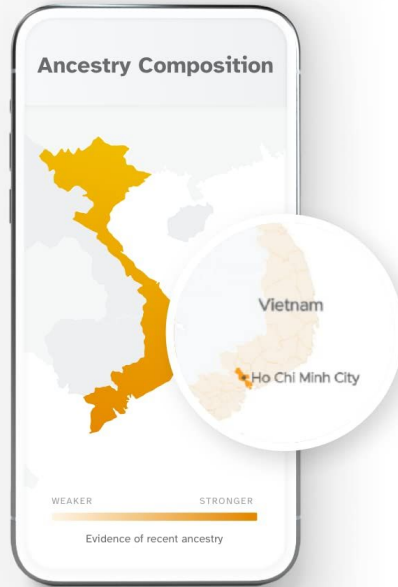 Ancestry Composition
Vietnam
Ho Chi Minh City
WEAKER STRONGER
Evidence of recent ancestry